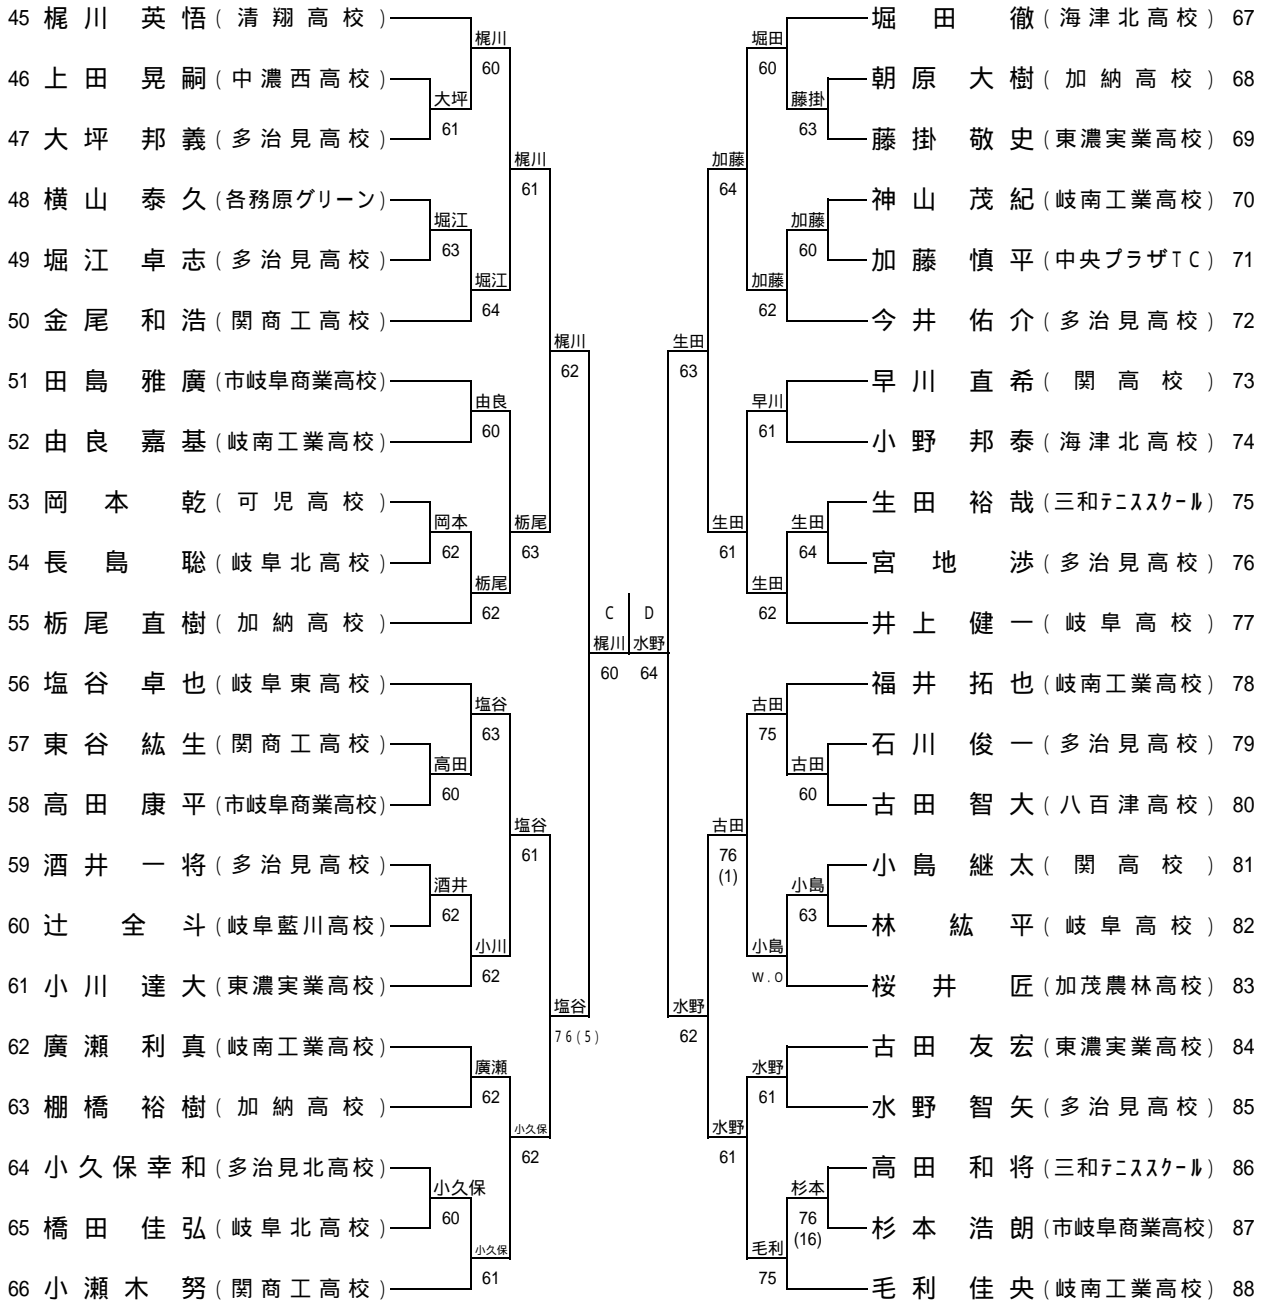 45 梶川 英悟 (清翔高校)
46 上田 晃嗣 (中濃西高校)
47 大坪 邦義 (多治見高校)
48 横山 泰久 (各務原グリーン)
49 堀江 卓志 (多治見高校)
50 金尾 和浩 (関商工高校)
51 田島 雅廣 (市岐阜商業高校)
52 由良 嘉基 (岐南工業高校)
53 岡本 乾 (可児高校)
54 長島 聡 (岐阜北高校)
55 栃尾 直樹 (加納高校)
56 塩谷 卓也 (岐阜東高校)
57 東谷 紘生 (関商工高校)
58 高田 康平 (市岐阜商業高校)
59 酒井 一将 (多治見高校)
60 辻 全斗 (岐阜藍川高校)
61 小川 達大 (東濃実業高校)
62 廣瀬 利真 (岐南工業高校)
63 棚橋 裕樹 (加納高校)
64 小久保幸和 (多治見北高校)
65 橋田 佳弘 (岐阜北高校)
66 小瀬木 努 (関商工高校)
大坪
61
堀江
63
岡本
62
高田
60
酒井
62
小久保
60
梶川
60
堀江
64
由良
60
栃尾
62
塩谷
63
小川
62
廣瀬
62
小久保
61
梶川
61
栃尾
63
塩谷
61
小久保
62
梶川
62
塩谷
76(5)
C D
梶川 水野
60 64
生田
63
水野
62
加藤
64
生田
61
古田
76
(1)
水野
61
堀田
60
加藤
62
早川
61
生田
62
古田
75
小島
W.O
水野
61
毛利
75
藤掛
63
加藤
60
生田
64
古田
60
小島
63
杉本
76
(16)
堀田 徹 (海津北高校) 67
朝原 大樹 (加納高校) 68
藤掛 敬史 (東濃実業高校) 69
神山 茂紀 (岐南工業高校) 70
加藤 慎平 (中央プラザTC) 71
今井 佑介 (多治見高校) 72
早川 直希 (関高校) 73
小野 邦泰 (海津北高校) 74
生田 裕哉 (三和テニススクール) 75
宮地 渉 (多治見高校) 76
井上 健一 (岐阜高校) 77
福井 拓也 (岐南工業高校) 78
石川 俊一 (多治見高校) 79
古田 智大 (八百津高校) 80
小島 継太 (関高校) 81
林 紘平 (岐阜高校) 82
桜井 匠 (加茂農林高校) 83
古田 友宏 (東濃実業高校) 84
水野 智矢 (多治見高校) 85
高田 和将 (三和テニススクール) 86
杉本 浩朗 (市岐阜商業高校) 87
毛利 佳央 (岐南工業高校) 88